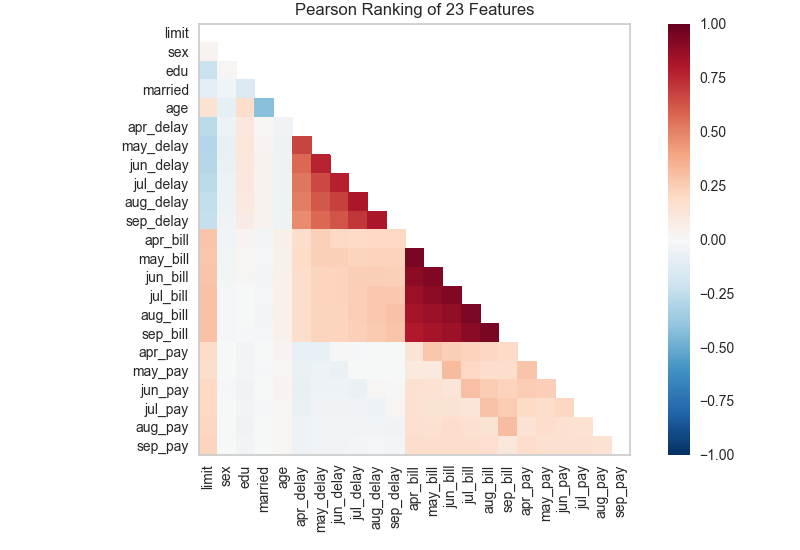 Pearson Ranking of 23 Features
limit
sex
edu
married
age
apr_delay
may_delay
jun_delay
jul_delay
aug_delay
sep_delay
apr_bill
may_bill
jun_bill
jul_bill
aug_bill
sep_bill
apr_pay
may_pay
jun_pay
jul_pay
aug_pay
sep_pay
limit
sex
edu
married
age
apr_delay
may_delay
jun_delay
jul_delay
aug_delay
sep_delay
apr_bill
may_bill
jun_bill
jul_bill
aug_bill
sep_bill
apr_pay
may_pay
jun_pay
jul_pay
aug_pay
sep_pay
1.00
0.75
0.50
0.25
0.00
−0.25
−0.50
−0.75
−1.00